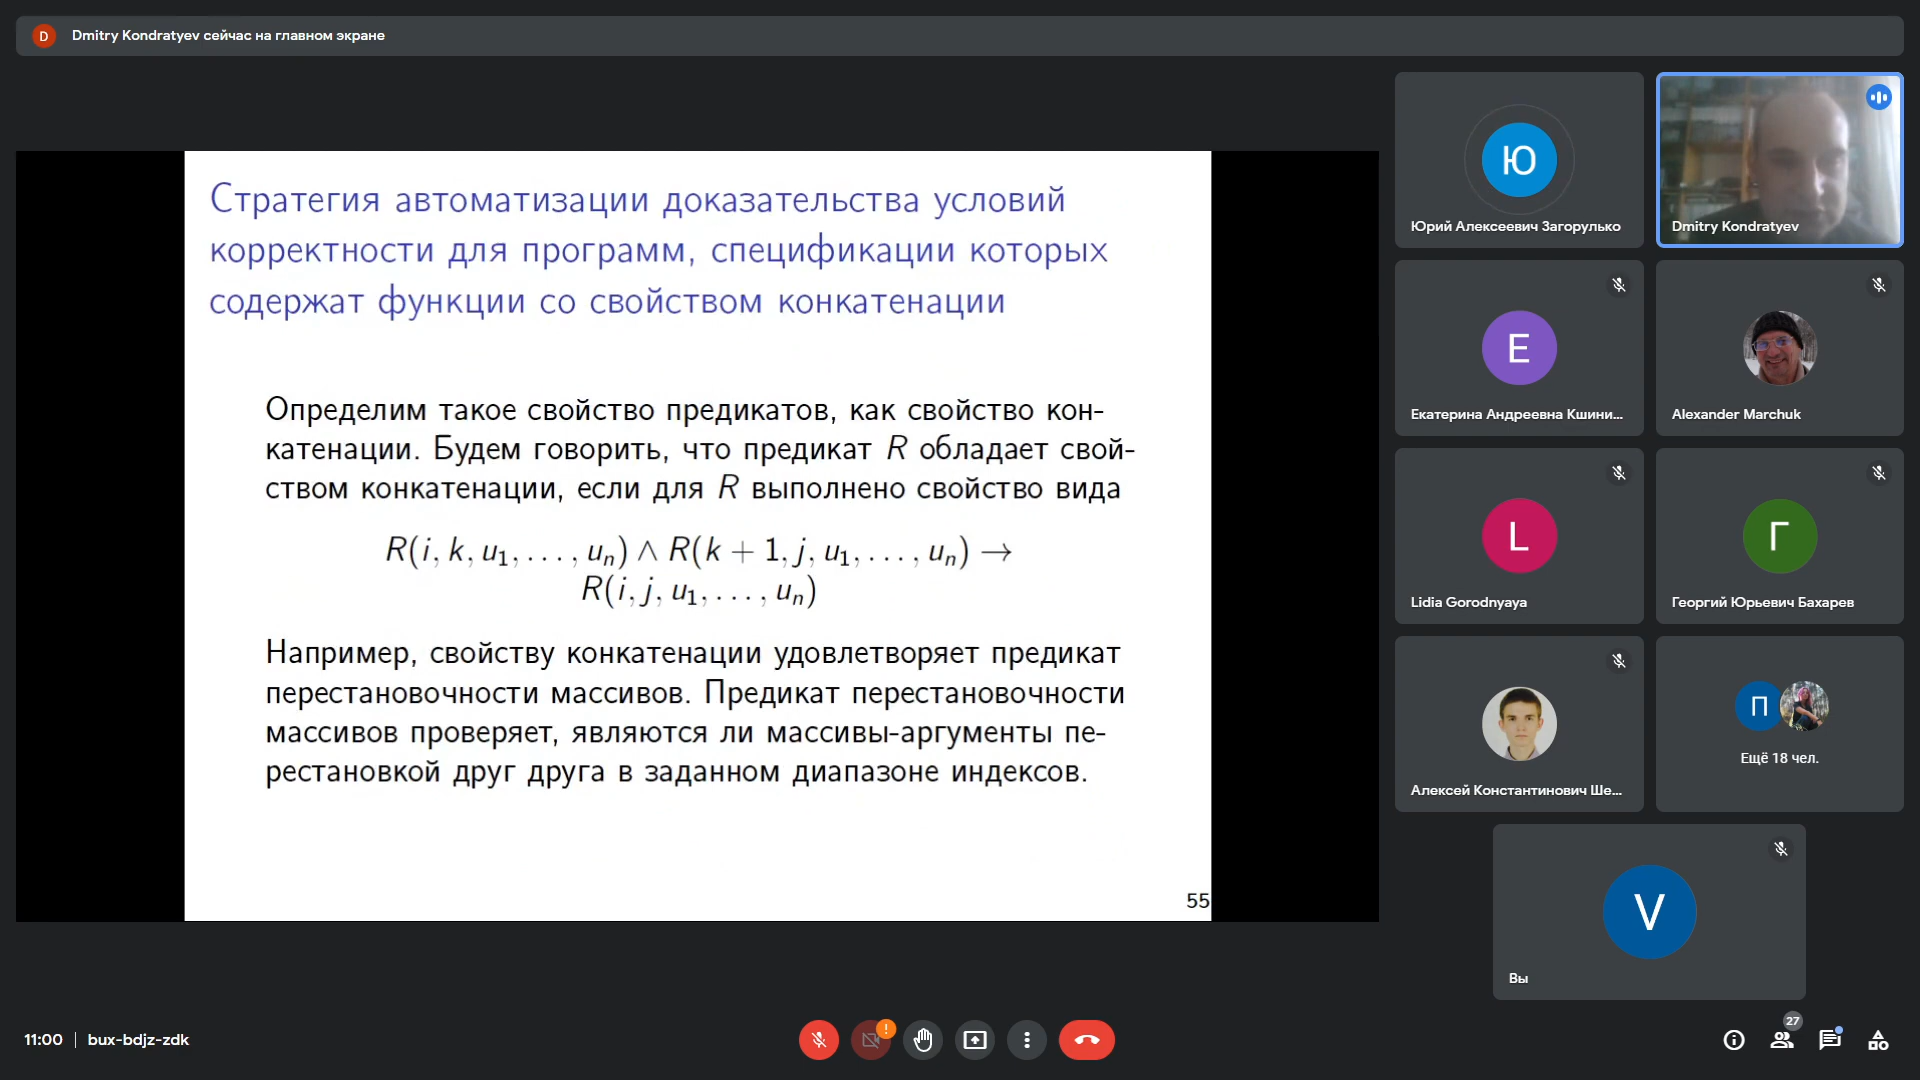 D
Dmitry Kondratyev сейчас на главном экране
Стратегия автоматизации доказательства условий
корректности для программ, спецификации которых
содержат функции со свойством конкатенации
Определим такое свойство предикатов, как свойство кон-
катенации. Будем говорить, что предикат R обладает свой-
ством конкатенации, если для R выполнено свойство вида
R(i, k, u₁, . . . , uₙ) ∧ R(k + 1, j, u₁, . . . , uₙ) →
R(i, j, u₁, . . . , uₙ)
Например, свойству конкатенации удовлетворяет предикат
перестановочности массивов. Предикат перестановочности
массивов проверяет, являются ли массивы-аргументы пе-
рестановкой друг друга в заданном диапазоне индексов.
55
Ю
Юрий Алексеевич Загорулько
Dmitry Kondratyev
E
Екатерина Андреевна Кшини...
Alexander Marchuk
L
Lidia Gorodnyaya
Г
Георгий Юрьевич Бахарев
Алексей Константинович Ше...
П
Ещё 18 чел.
V
Вы
11:00 | bux-bdjz-zdk
!
27